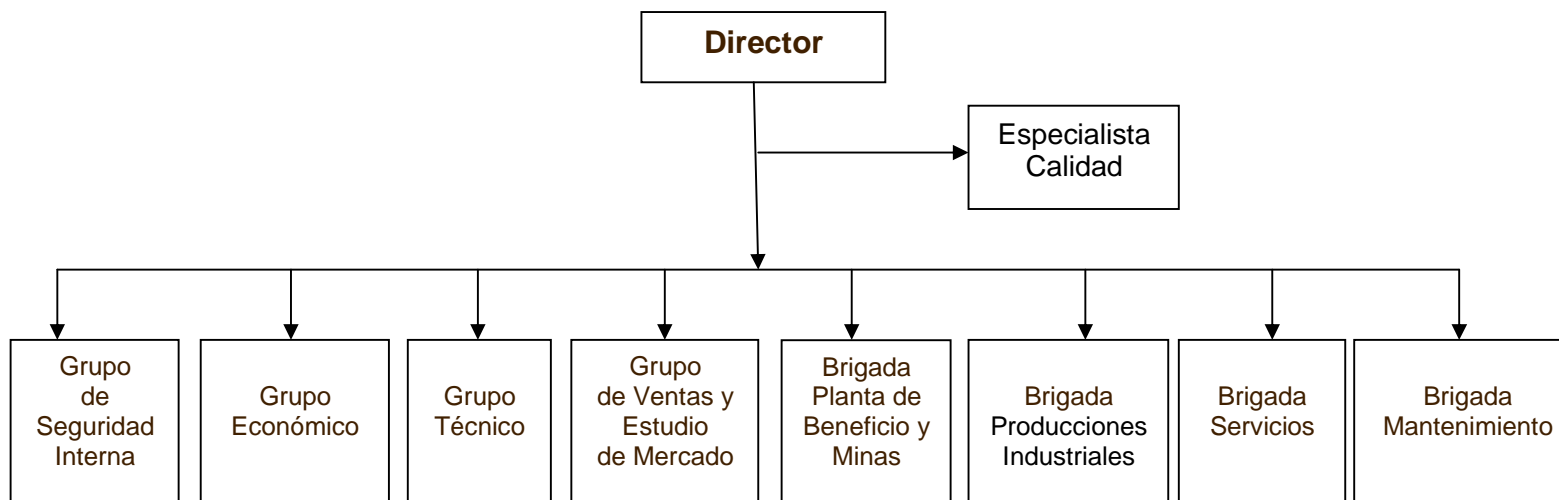 Director
Especialista
Calidad
Grupo
de
Seguridad
Interna
Grupo
Económico
Grupo
Técnico
Grupo
de Ventas y
Estudio
de Mercado
Brigada
Planta de
Beneficio y
Minas
Brigada
Producciones
Industriales
Brigada
Servicios
Brigada
Mantenimiento